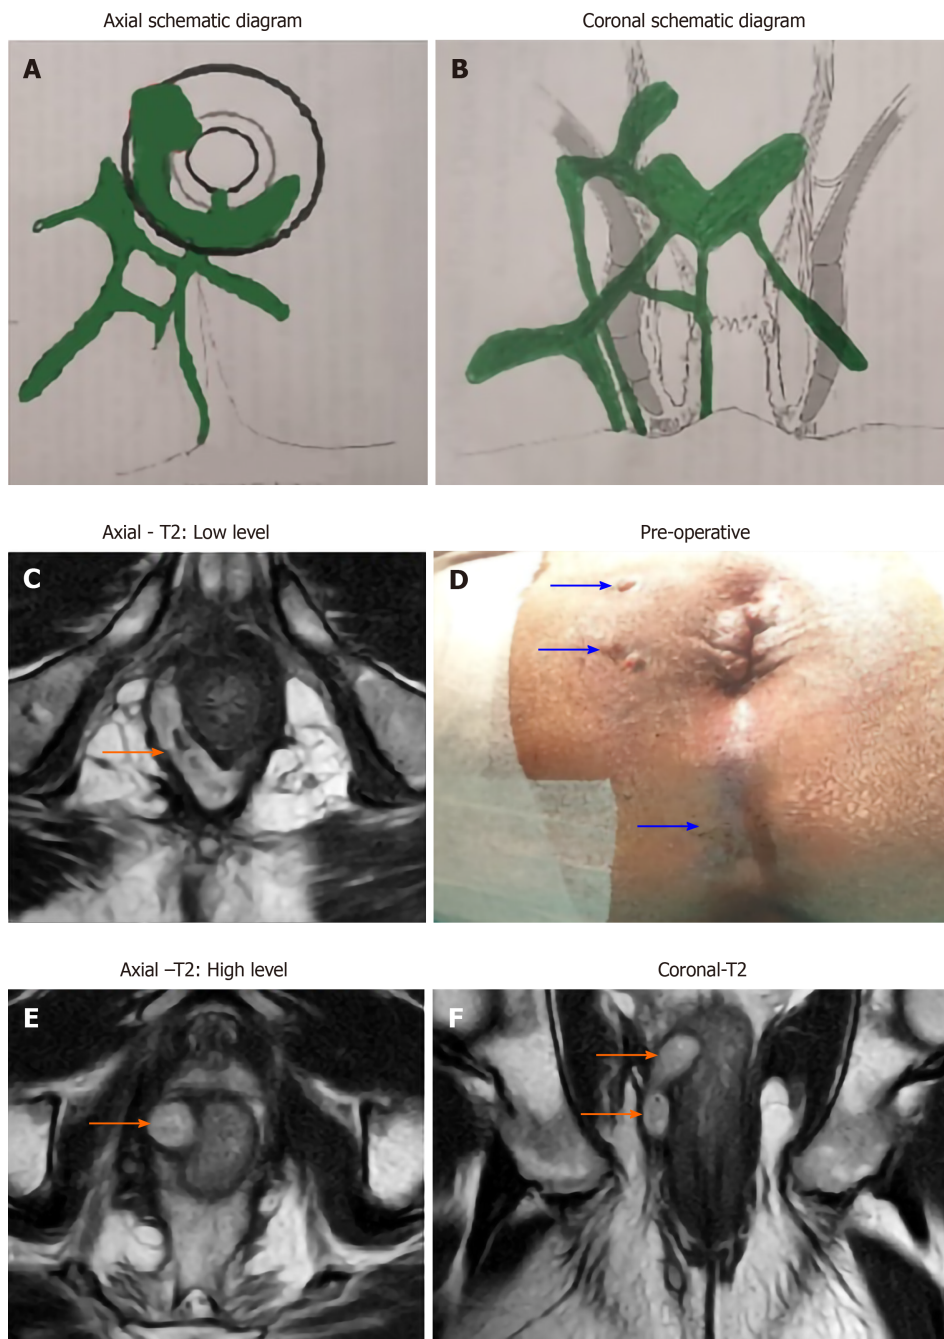 Axial schematic diagram
Coronal schematic diagram
A
B
Axial - T2: Low level
Pre-operative
C
D
Axial –T2: High level
Coronal-T2
E
F